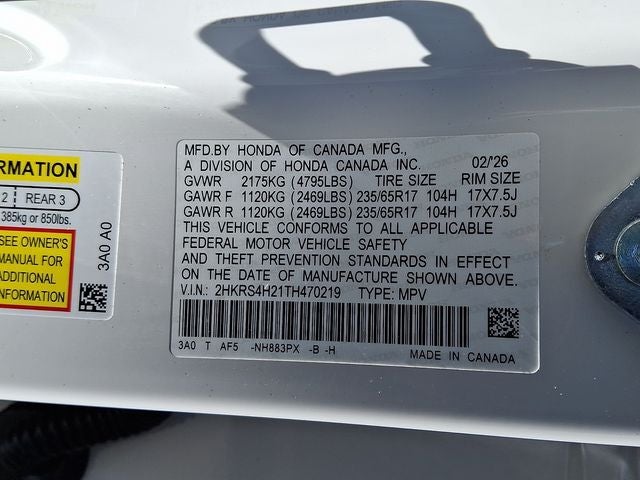 MFD.BY HONDA OF CANADA MFG.,
A DIVISION OF HONDA CANADA INC. 02/'26
GVWR 2175KG (4795LBS) TIRE SIZE RIM SIZE
GAWR F 1120KG (2469LBS) 235/65R17 104H 17X7.5J
GAWR R 1120KG (2469LBS) 235/65R17 104H 17X7.5J
THIS VEHICLE CONFORMS TO ALL APPLICABLE
FEDERAL MOTOR VEHICLE SAFETY
AND THEFT PREVENTION STANDARDS IN EFFECT
ON THE DATE OF MANUFACTURE SHOWN ABOVE.
V.I.N.: 2HKRS4H21TH470219 TYPE: MPV
3A0 T AF5 -NH883PX -B -H
MADE IN CANADA
ORMATION
2 REAR 3
385kg or 850lbs.
SEE OWNER'S
MANUAL FOR
ADDITIONAL
INFORMATION
3A0 A0